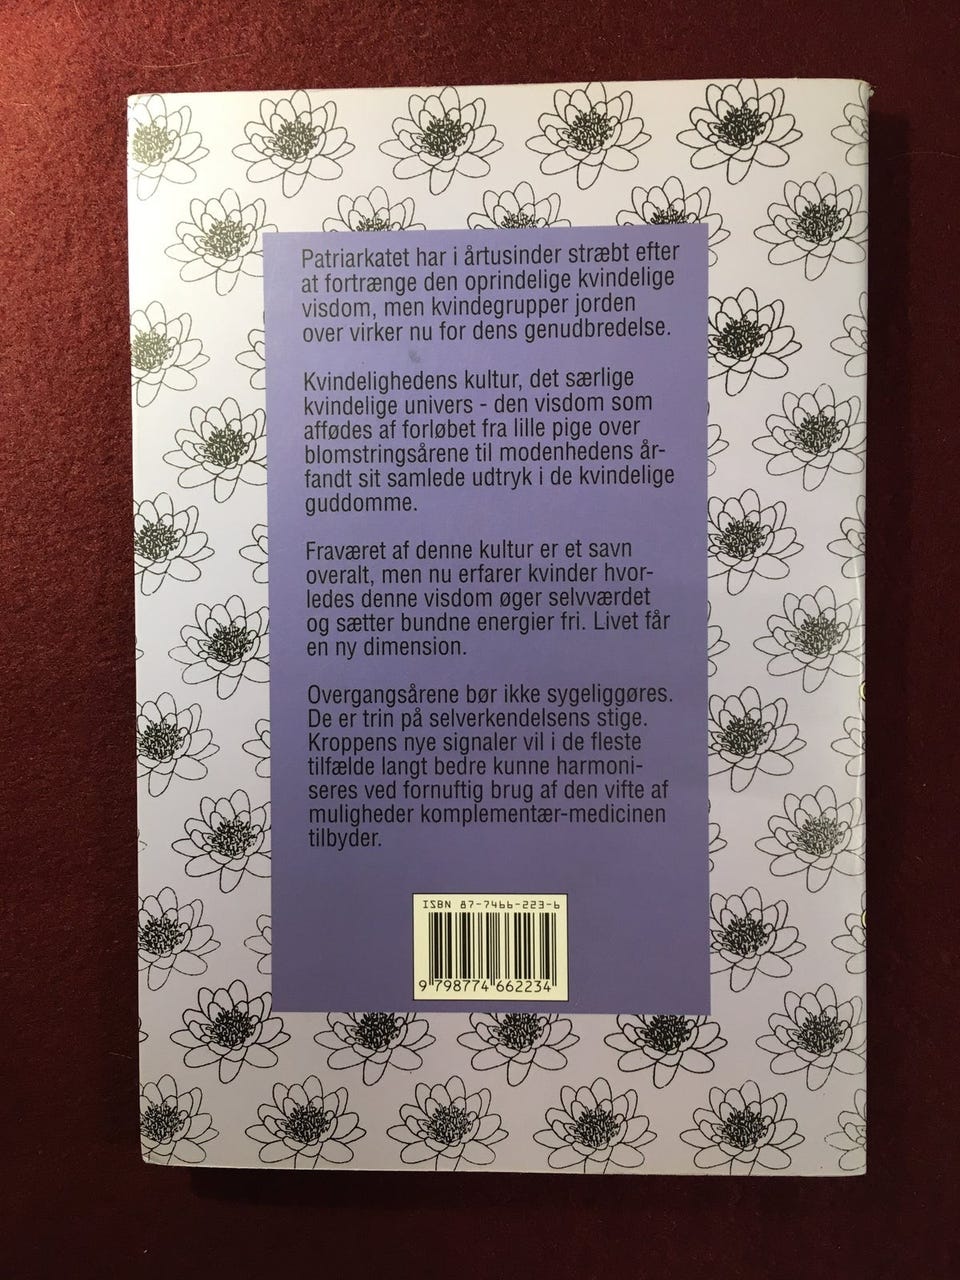 Patriarkatet har i årtusinder stræbt efter
at fortrænge den oprindelige kvindelige
visdom, men kvindegrupper jorden
over virker nu for dens genudbredelse.
Kvindelighedens kultur, det særlige
kvindelige univers - den visdom som
affødes af forløbet fra lille pige over
blomstringsårene til modenhedens år-
fandt sit samlede udtryk i de kvindelige
guddomme.
Fraværet af denne kultur er et savn
overalt, men nu erfarer kvinder hvor-
ledes denne visdom øger selvværdet
og sætter bundne energier fri. Livet får
en ny dimension.
Overgangsårene bør ikke sygeliggøres.
De er trin på selverkendelsens stige.
Kroppens nye signaler vil i de fleste
tilfælde langt bedre kunne harmoni-
seres ved fornuftig brug af den vifte af
muligheder komplementær-medicinen
tilbyder.
ISBN 87-7466-223-6
9 798774 662234